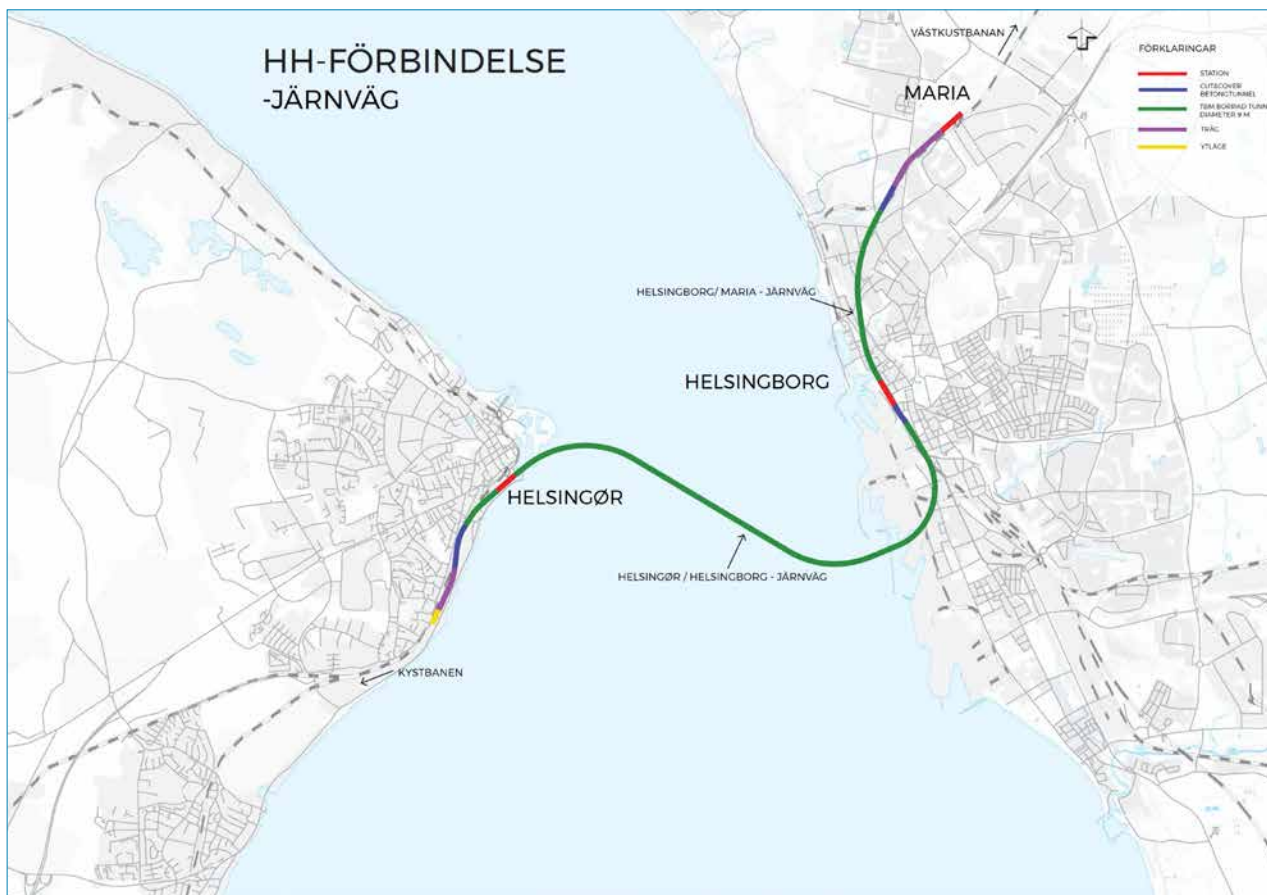 HH-FÖRBINDELSE
-JÄRNVÄG
VÄSTKUSTBANAN
FÖRKLARINGAR
STATION
CUT&COVER
BETONGTUNNEL
TBM BORRAD TUNN
DIAMETER 9 M
TRÅG
YTLÄGE
MARIA
HELSINGBORG/ MARIA - JÄRNVÄG
HELSINGBORG
HELSINGØR
HELSINGØR / HELSINGBORG - JÄRNVÄG
KYSTBANEN